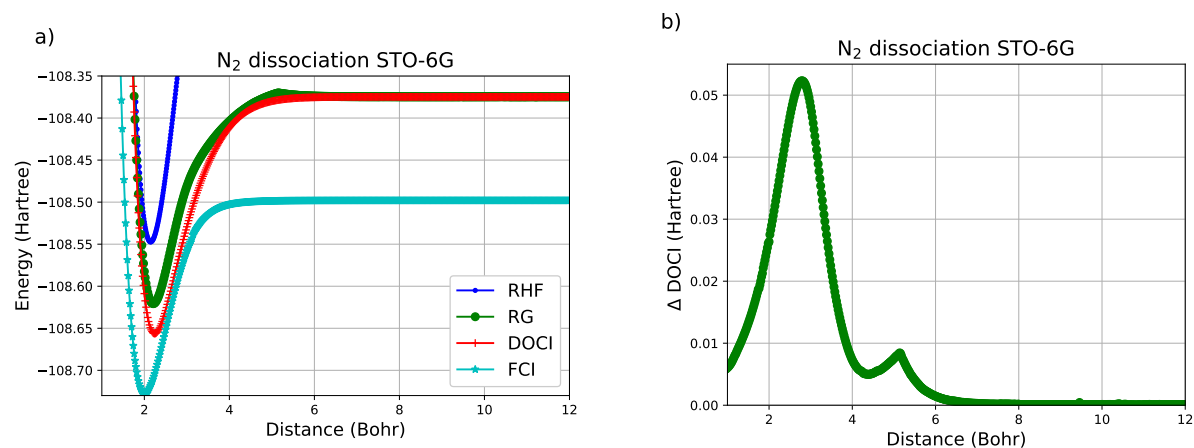 a)
N₂ dissociation STO-6G
Energy (Hartree)
−108.35
−108.40
−108.45
−108.50
−108.55
−108.60
−108.65
−108.70
RHF
RG
DOCI
FCI
2 4 6 8 10 12
Distance (Bohr)
b)
N₂ dissociation STO-6G
Δ DOCI (Hartree)
0.05
0.04
0.03
0.02
0.01
0.00
2 4 6 8 10 12
Distance (Bohr)